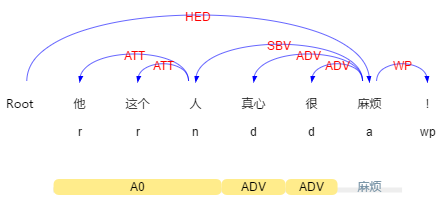 HED
SBV
ATT ADV
ATT ADV WP
Root 他 这个 人 真心 很 麻烦 !
r r n d d a wp
A0 ADV ADV 麻烦